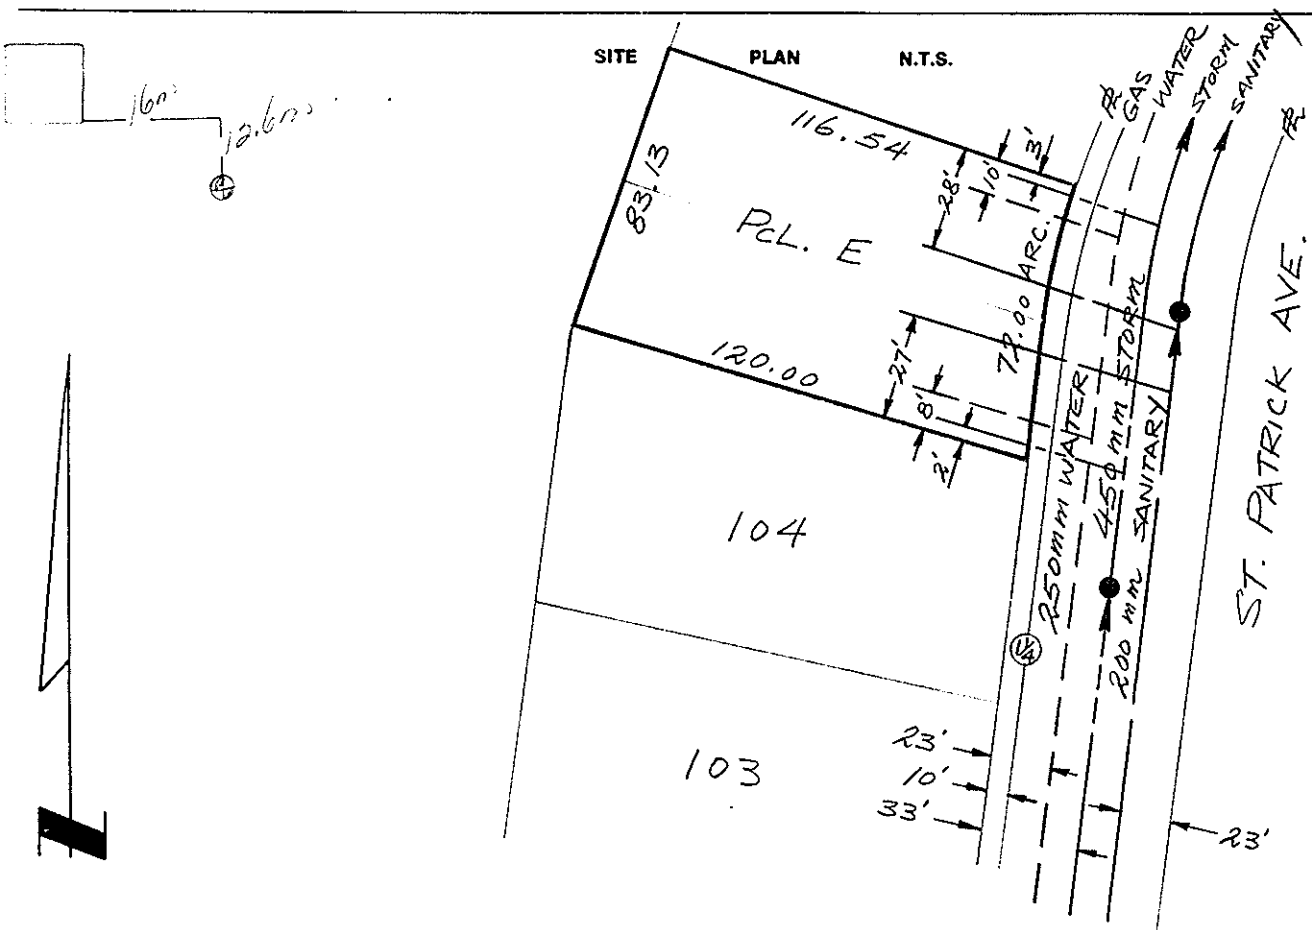 SITE PLAN N.T.S.
16m
12.6m
116.54
83.13
PCL. E
120.00
72.00 ARC.
3'
10'
28'
27'
8'
2'
PL
GAS
WATER
STORM
SANITARY
PL
250mm WATER
450mm STORM
200 mm SANITARY
ST. PATRICK AVE.
104
103
23'
10'
33'
23'